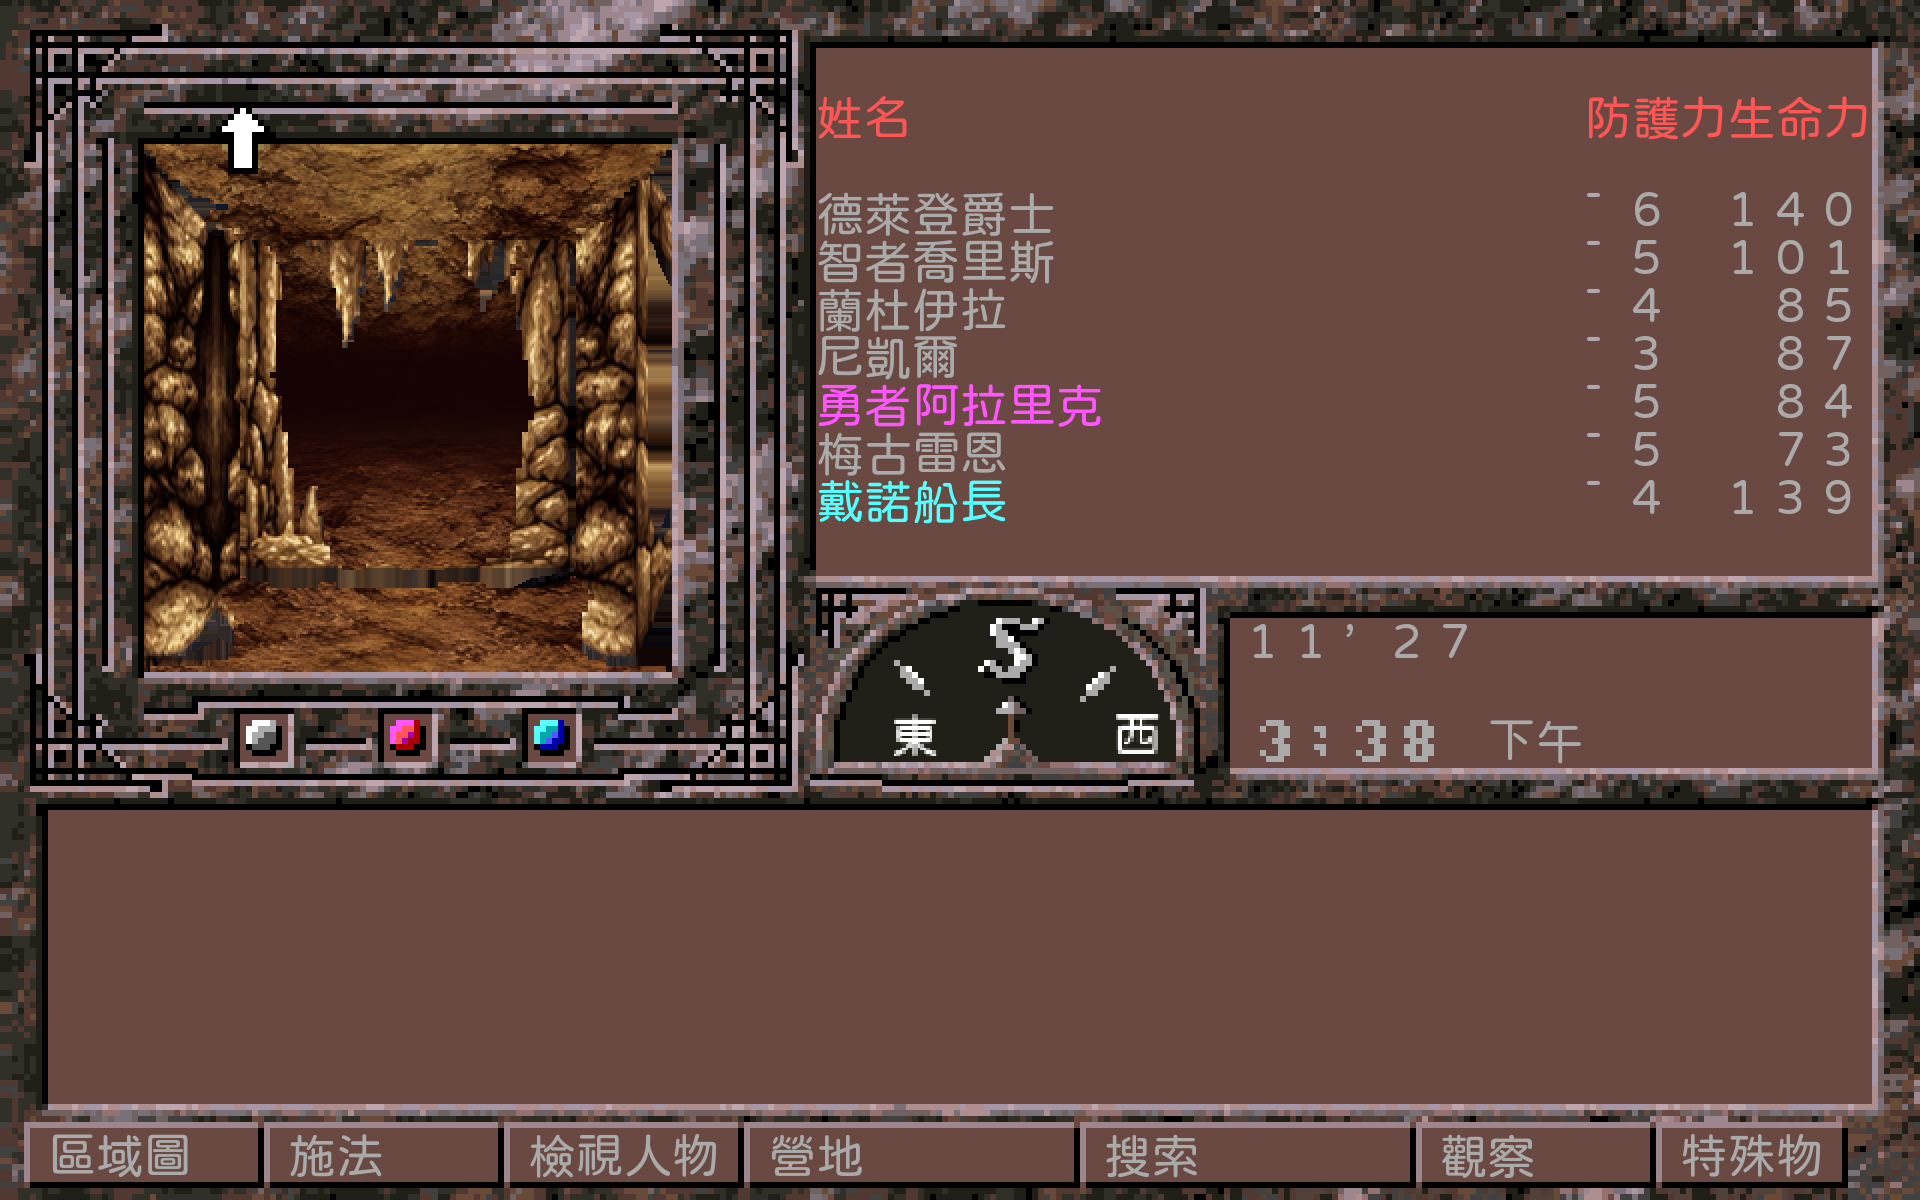 姓名 防護力生命力
德萊登爵士 -6 140
智者喬里斯 -5 101
蘭杜伊拉 -4 85
尼凱爾 -3 87
勇者阿拉里克 -5 84
梅古雷恩 -5 73
戴諾船長 -4 139
S
東 西
11’27
3:38 下午
區域圖 施法 檢視人物 營地 搜索 觀察 特殊物